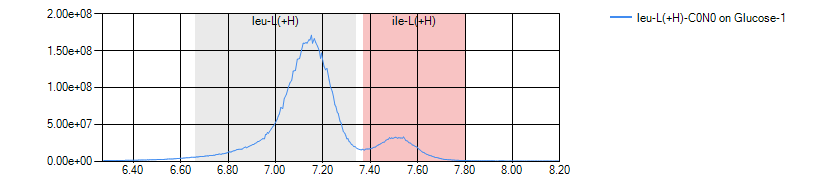 2.00e+08
leu-L(+H)
ile-L(+H)
leu-L(+H)-C0N0 on Glucose-1
1.50e+08
1.00e+08
5.00e+07
0.00e+00
6.40 6.60 6.80 7.00 7.20 7.40 7.60 7.80 8.00 8.20